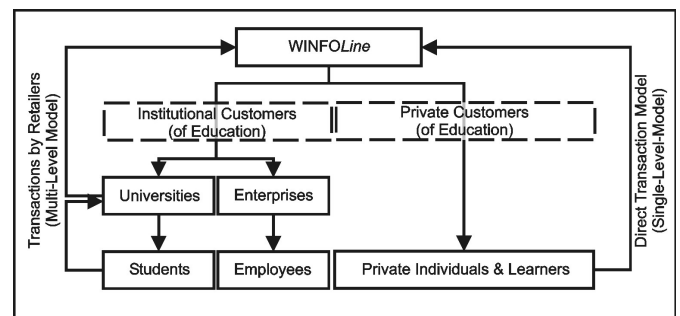 WINFOLine
Institutional Customers
(of Education)
Private Customers
(of Education)
Universities
Enterprises
Students
Employees
Private Individuals & Learners
Transactions by Retailers
(Multi-Level Model)
Direct Transaction Model
(Single-Level-Model)